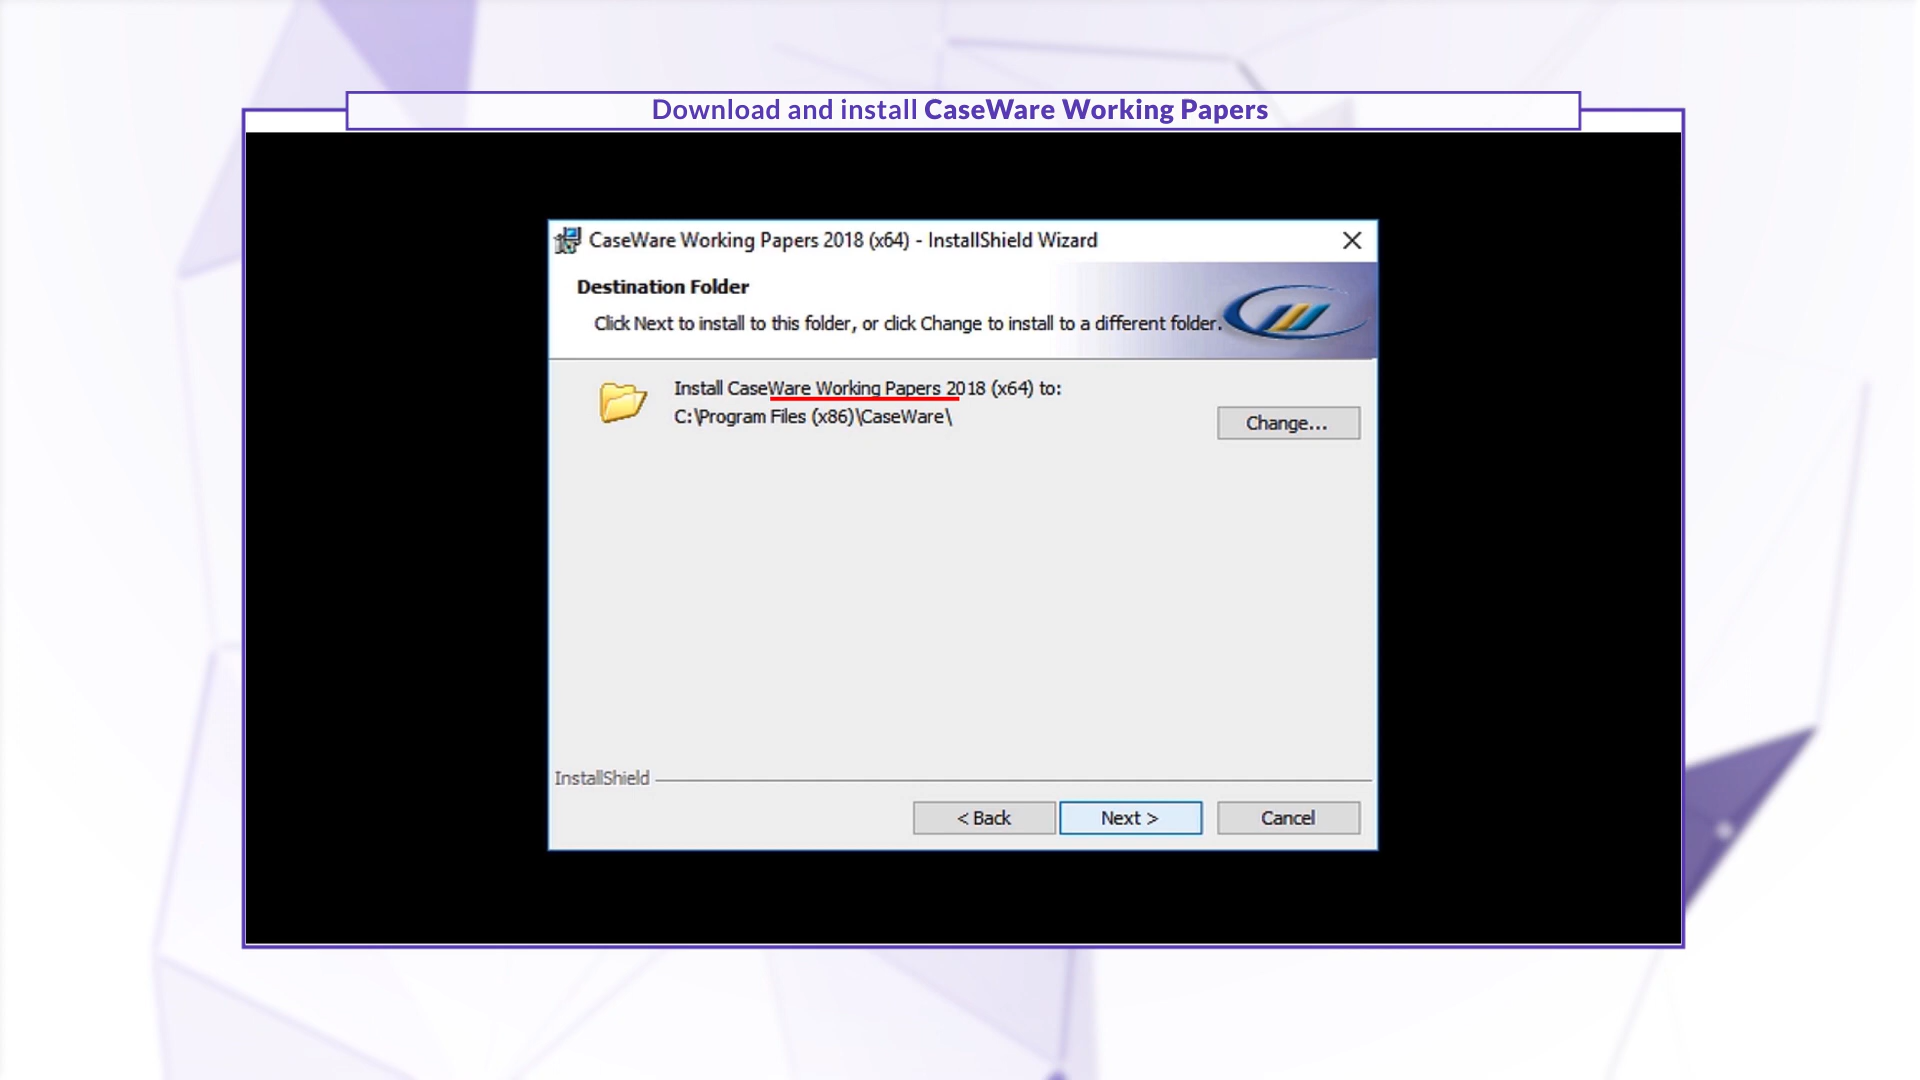 Download and install CaseWare Working Papers
CaseWare Working Papers 2018 (x64) - InstallShield Wizard
Destination Folder
Click Next to install to this folder, or click Change to install to a different folder.
Install CaseWare Working Papers 2018 (x64) to:
C:\Program Files (x86)\CaseWare\
Change...
InstallShield
< Back
Next >
Cancel